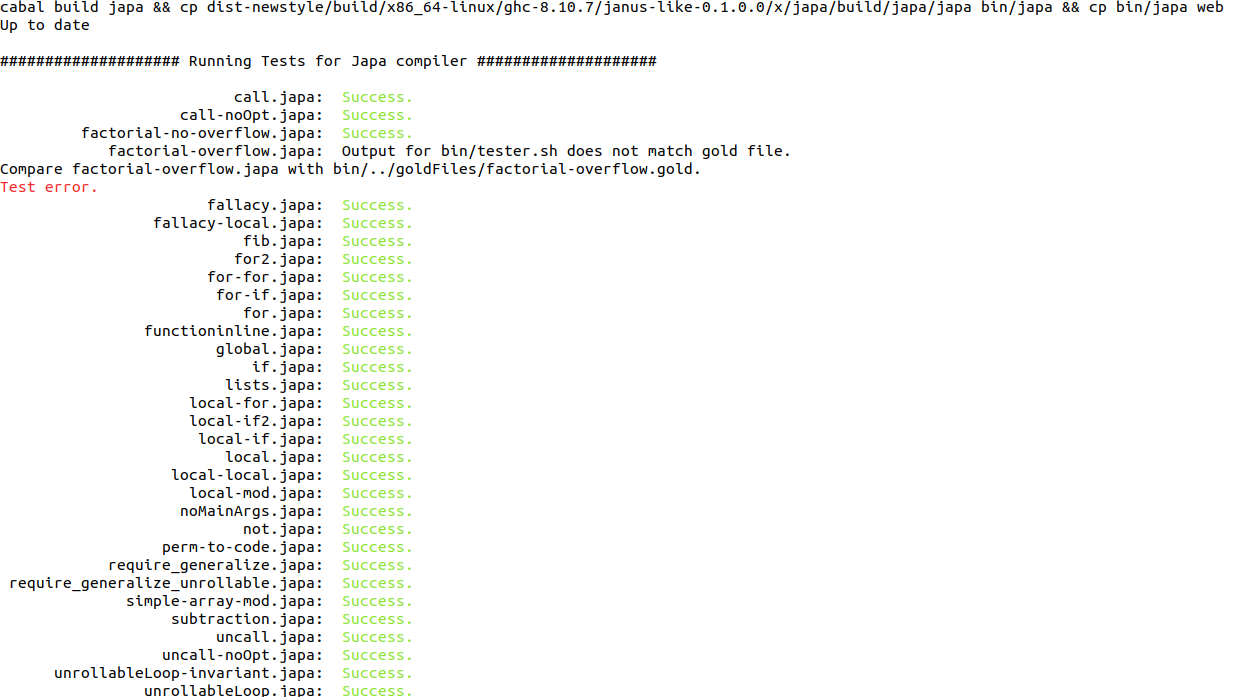 cabal build japa && cp dist-newstyle/build/x86_64-linux/ghc-8.10.7/janus-like-0.1.0.0/x/japa/build/japa/japa bin/japa && cp bin/japa web
Up to date
#################### Running Tests for Japa compiler ####################
call.japa: Success.
call-noOpt.japa: Success.
factorial-no-overflow.japa: Success.
factorial-overflow.japa: Output for bin/tester.sh does not match gold file.
Compare factorial-overflow.japa with bin/../goldFiles/factorial-overflow.gold.
Test error.
fallacy.japa: Success.
fallacy-local.japa: Success.
fib.japa: Success.
for2.japa: Success.
for-for.japa: Success.
for-if.japa: Success.
for.japa: Success.
functioninline.japa: Success.
global.japa: Success.
if.japa: Success.
lists.japa: Success.
local-for.japa: Success.
local-if2.japa: Success.
local-if.japa: Success.
local.japa: Success.
local-local.japa: Success.
local-mod.japa: Success.
noMainArgs.japa: Success.
not.japa: Success.
perm-to-code.japa: Success.
require_generalize.japa: Success.
require_generalize_unrollable.japa: Success.
simple-array-mod.japa: Success.
subtraction.japa: Success.
uncall.japa: Success.
uncall-noOpt.japa: Success.
unrollableLoop-invariant.japa: Success.
unrollableLoop.japa: Success.